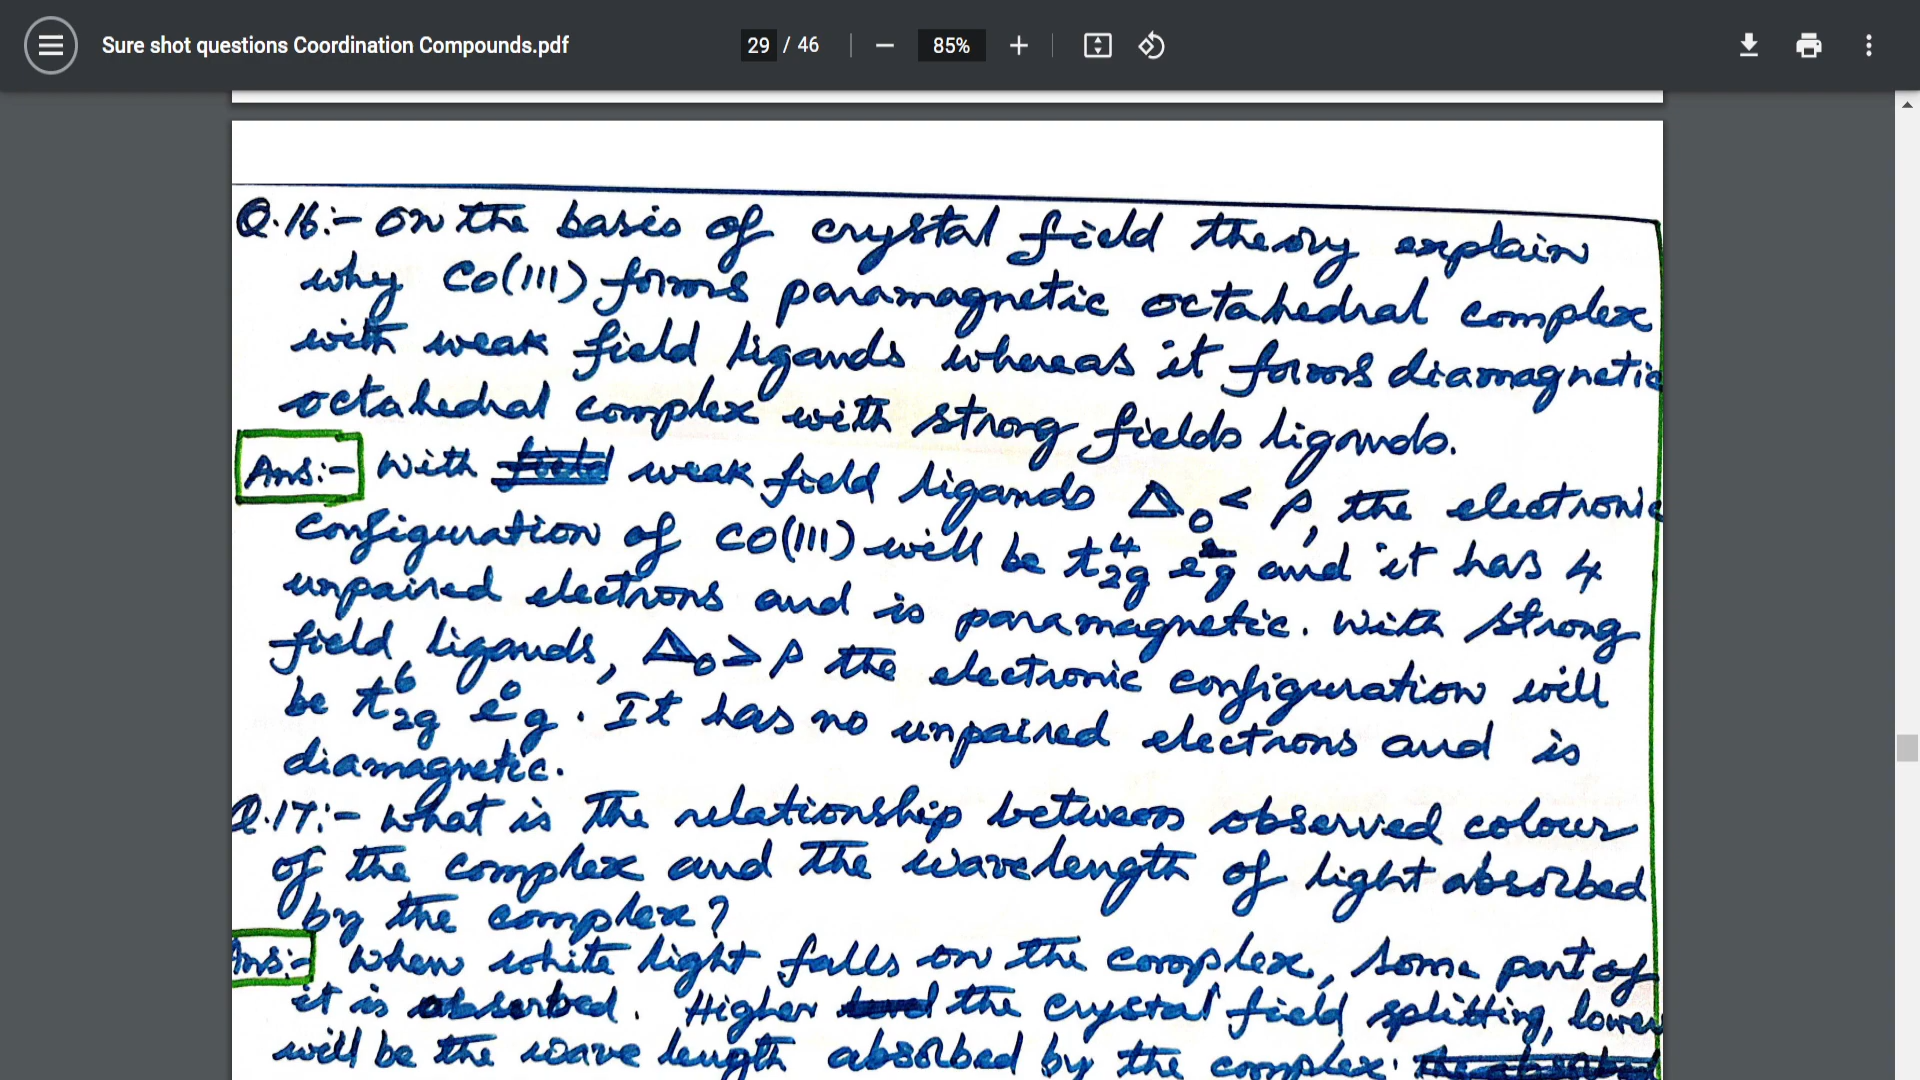 Sure shot questions Coordination Compounds.pdf
29 / 46
85%
Q.16:- On the basis of crystal field theory explain
why CO(III) forms paramagnetic octahedral complex
with weak field ligands whereas it forms diamagnetic
octahedral complex with strong fields ligands.
Ans:- With field weak field ligands Δo < P, the electronic
configuration of CO(III) will be t2g⁴ eg² and it has 4
unpaired electrons and is paramagnetic. With strong
field ligands, Δo > P the electronic configuration will
be t2g⁶ eg⁰. It has no unpaired electrons and is
diamagnetic.
Q.17:- What is the relationship between observed colour
of the complex and the wavelength of light absorbed
by the complex?
Ans:- When white light falls on the complex, some part of
it is absorbed. Higher the crystal field splitting, lower
will be the wave length absorbed by the complex. The absorbed